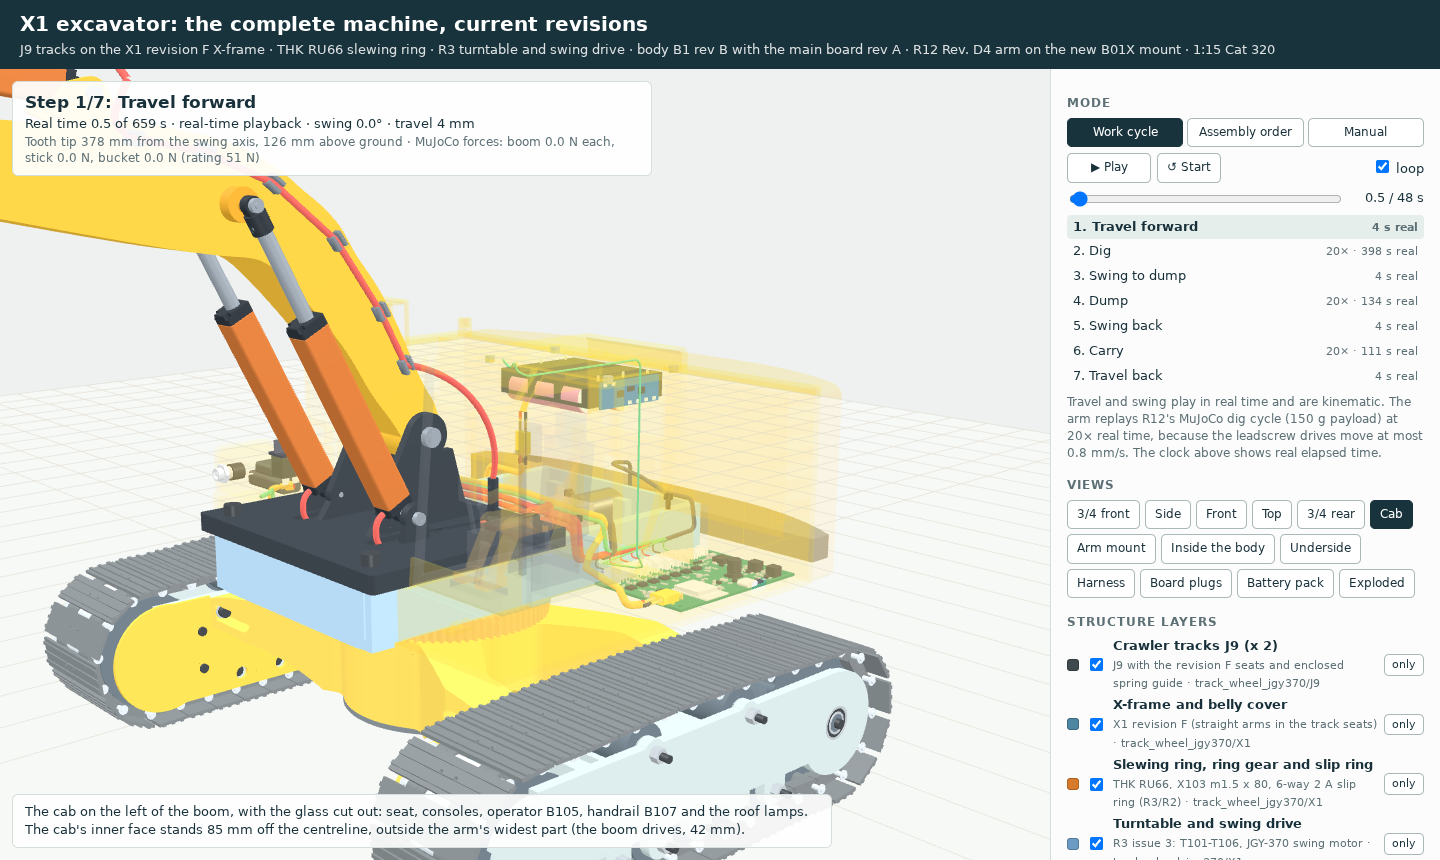 X1 excavator: the complete machine, current revisions
J9 tracks on the X1 revision F X-frame · THK RU66 slewing ring · R3 turntable and swing drive · body B1 rev B with the main board rev A · R12 Rev. D4 arm on the new B01X mount · 1:15 Cat 320
Step 1/7: Travel forward
Real time 0.5 of 659 s · real-time playback · swing 0.0° · travel 4 mm
Tooth tip 378 mm from the swing axis, 126 mm above ground · MuJoCo forces: boom 0.0 N each,
stick 0.0 N, bucket 0.0 N (rating 51 N)
The cab on the left of the boom, with the glass cut out: seat, consoles, operator B105, handrail B107 and the roof lamps.
The cab's inner face stands 85 mm off the centreline, outside the arm's widest part (the boom drives, 42 mm).
MODE
Work cycle Assembly order Manual
▶ Play ↺ Start loop
0.5 / 48 s
1. Travel forward 4 s real
2. Dig 20× · 398 s real
3. Swing to dump 4 s real
4. Dump 20× · 134 s real
5. Swing back 4 s real
6. Carry 20× · 111 s real
7. Travel back 4 s real
Travel and swing play in real time and are kinematic. The
arm replays R12's MuJoCo dig cycle (150 g payload) at
20× real time, because the leadscrew drives move at most
0.8 mm/s. The clock above shows real elapsed time.
VIEWS
3/4 front Side Front Top 3/4 rear Cab
Arm mount Inside the body Underside
Harness Board plugs Battery pack Exploded
STRUCTURE LAYERS
Crawler tracks J9 (x 2)
J9 with the revision F seats and enclosed
spring guide · track_wheel_jgy370/J9
only
X-frame and belly cover
X1 revision F (straight arms in the track seats)
· track_wheel_jgy370/X1
only
Slewing ring, ring gear and slip ring
THK RU66, X103 m1.5 x 80, 6-way 2 A slip
ring (R3/R2) · track_wheel_jgy370/X1
only
Turntable and swing drive
R3 issue 3: T101-T106, JGY-370 swing motor ·
only